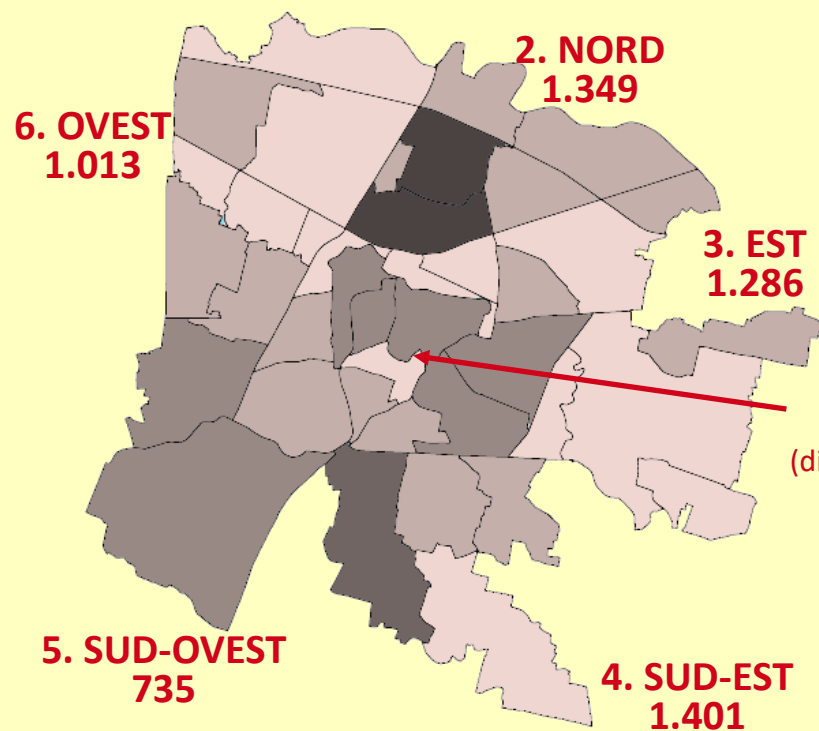 2. NORD
1.349
6. OVEST
1.013
3. EST
1.286
(di
5. SUD-OVEST
735
4. SUD-EST
1.401